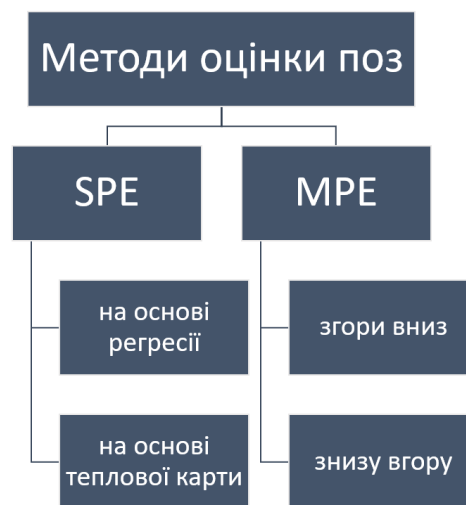 Методи оцінки поз
SPE
MPE
на основі
регресії
згори вниз
на основі
теплової карти
знизу вгору